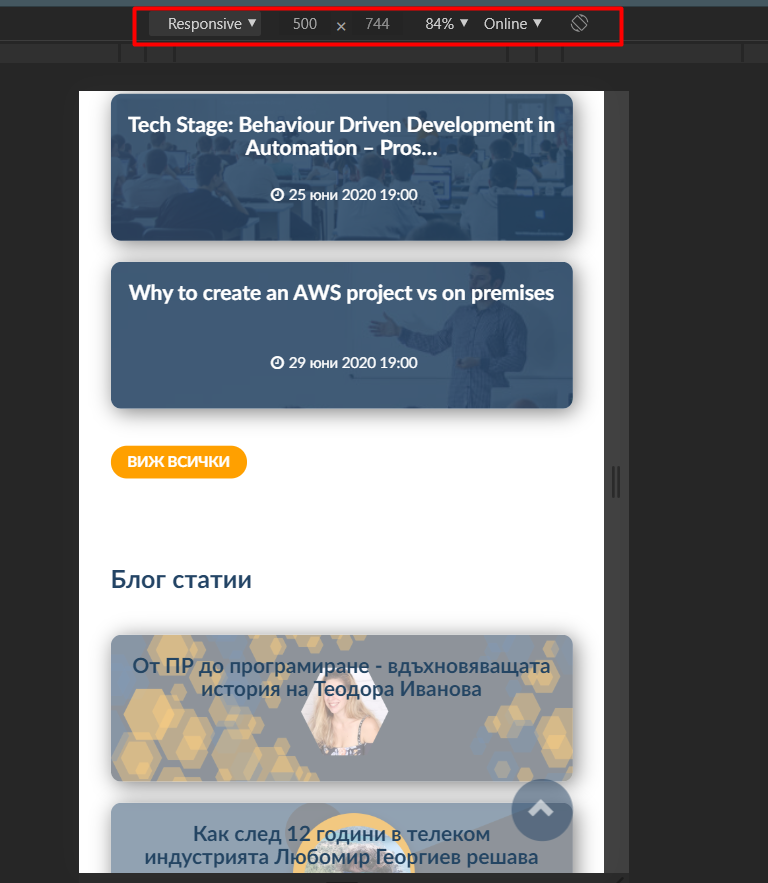 Responsive 500 × 744 84% Online
Tech Stage: Behaviour Driven Development in
Automation – Pros...
25 юни 2020 19:00
Why to create an AWS project vs on premises
29 юни 2020 19:00
ВИЖ ВСИЧКИ
Блог статии
От ПР до програмиране - вдъхновяващата
история на Теодора Иванова
Как след 12 години в телеком
индустрията Любомир Георгиев решава